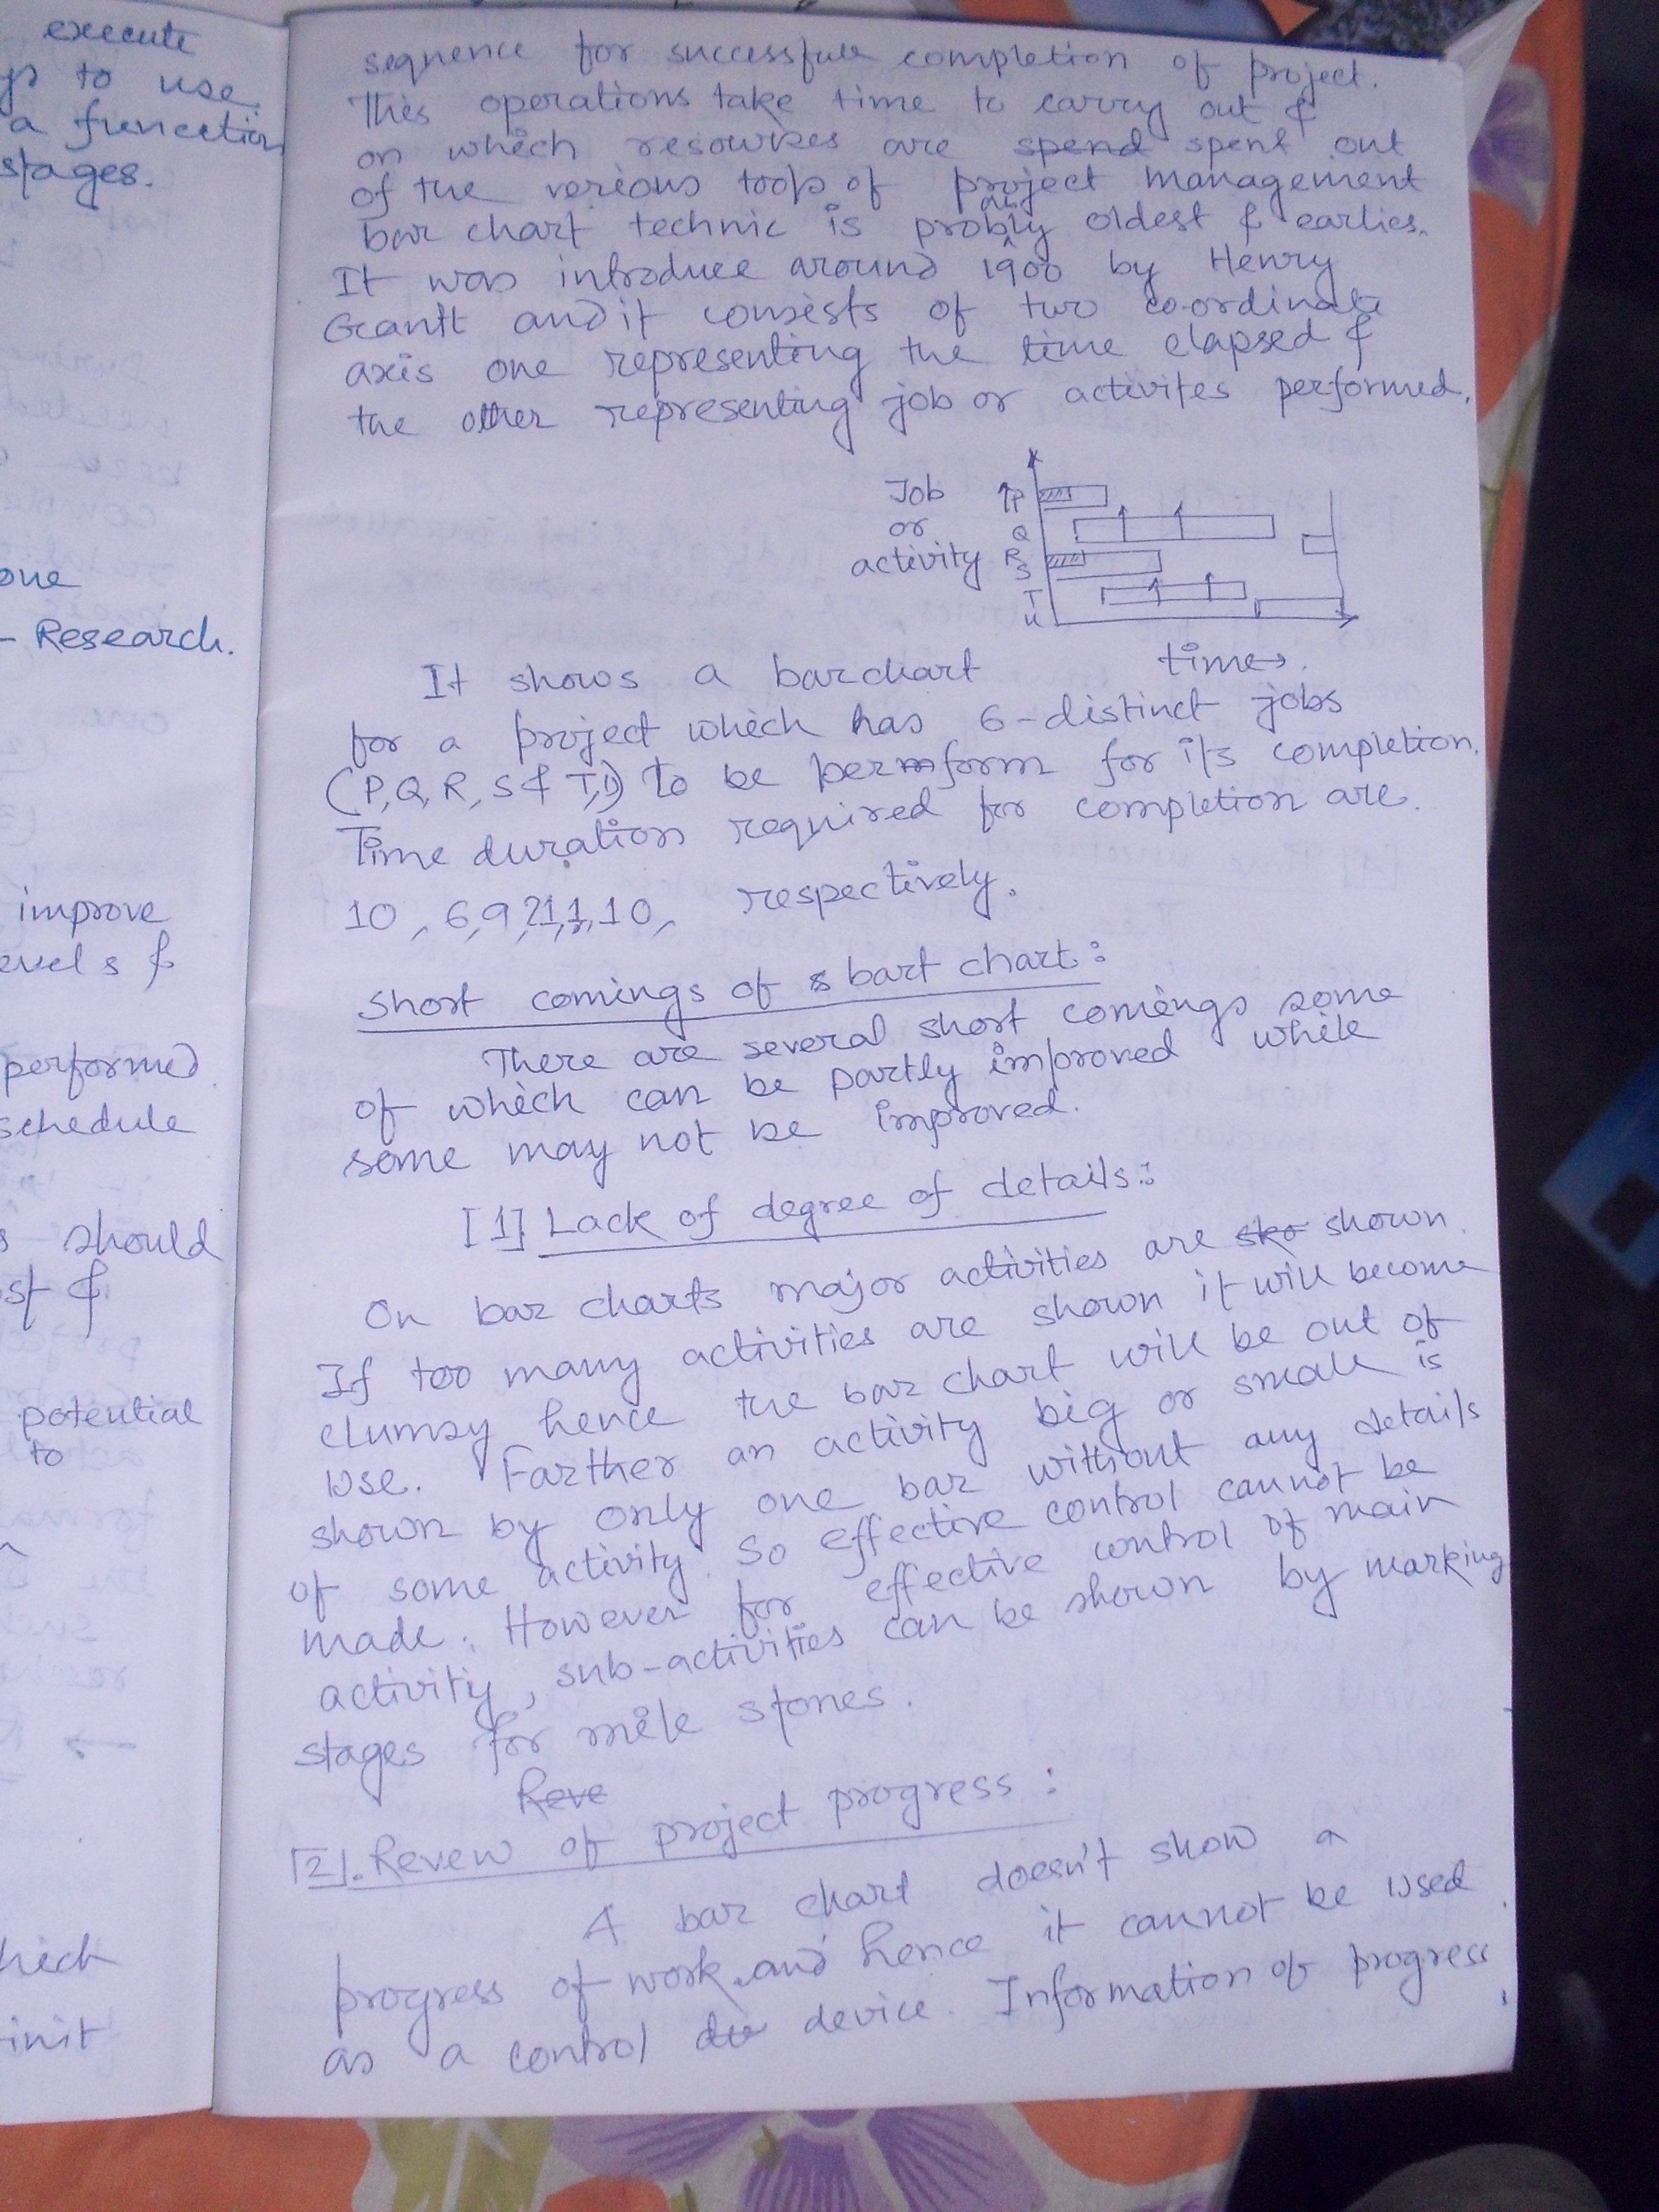 execute
to use
a function
stages.
one
- Research.
improve
performed
schedule
should
&
potential
to
sequence for successfull completion of project.
This operations take time to carry out &
on which resources are spend spent out
of the verious tools of project management
bar chart technic is probably oldest & earlies.
It was introduce around 1900 by Henry
Grantt and it consists of two co-ordinate
axis one representing the time elapsed &
the other representing job or activites performed.
Job
or
activity
P
Q
R
S
T
U
time→.
It shows a barchart
for a project which has 6-distinct jobs
(P, Q, R, S & T, U) to be permform for it's completion.
Time duration required for completion are.
10, 6, 9, respectively.
Short comings of bart chart :
There are several short comings some
of which can be partly improved while
some may not be improved.
[1] Lack of degree of details :
On bar charts major activities are sho shown.
If too many activities are shown it will become
clumsy hence the bar chart will be out of
use. Farther an activity big or small is
shown by only one bar without any details
of some activity. So effective control cannot be
made. However for effective control of main
activity, sub-activities can be shown by marking
stages for mile stones.
Reve
[2]. Revew of project progress :
A bar chart doesn't show a
progress of work and hence it cannot be used
as a control device. Information of progress